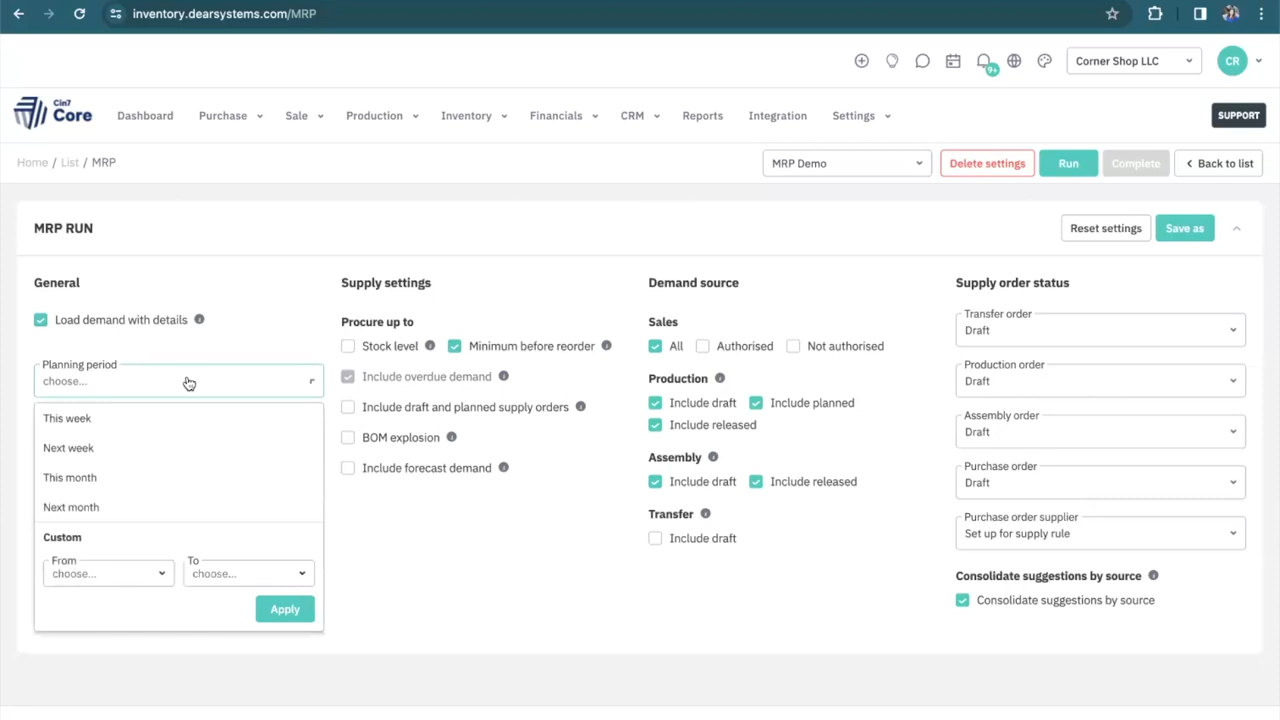 inventory.dearsystems.com/MRP
9+
Corner Shop LLC
CR
Cin7
Core
Dashboard Purchase Sale Production Inventory Financials CRM Reports Integration Settings
SUPPORT
Home / List / MRP
MRP Demo
Delete settings
Run
Complete
Back to list
MRP RUN
Reset settings
Save as
General
Load demand with details
Planning period
choose...
This week
Next week
This month
Next month
Custom
From
choose...
To
choose...
Apply
Supply settings
Procure up to
Stock level Minimum before reorder
Include overdue demand
Include draft and planned supply orders
BOM explosion
Include forecast demand
Demand source
Sales
All Authorised Not authorised
Production
Include draft Include planned
Include released
Assembly
Include draft Include released
Transfer
Include draft
Supply order status
Transfer order
Draft
Production order
Draft
Assembly order
Draft
Purchase order
Draft
Purchase order supplier
Set up for supply rule
Consolidate suggestions by source
Consolidate suggestions by source